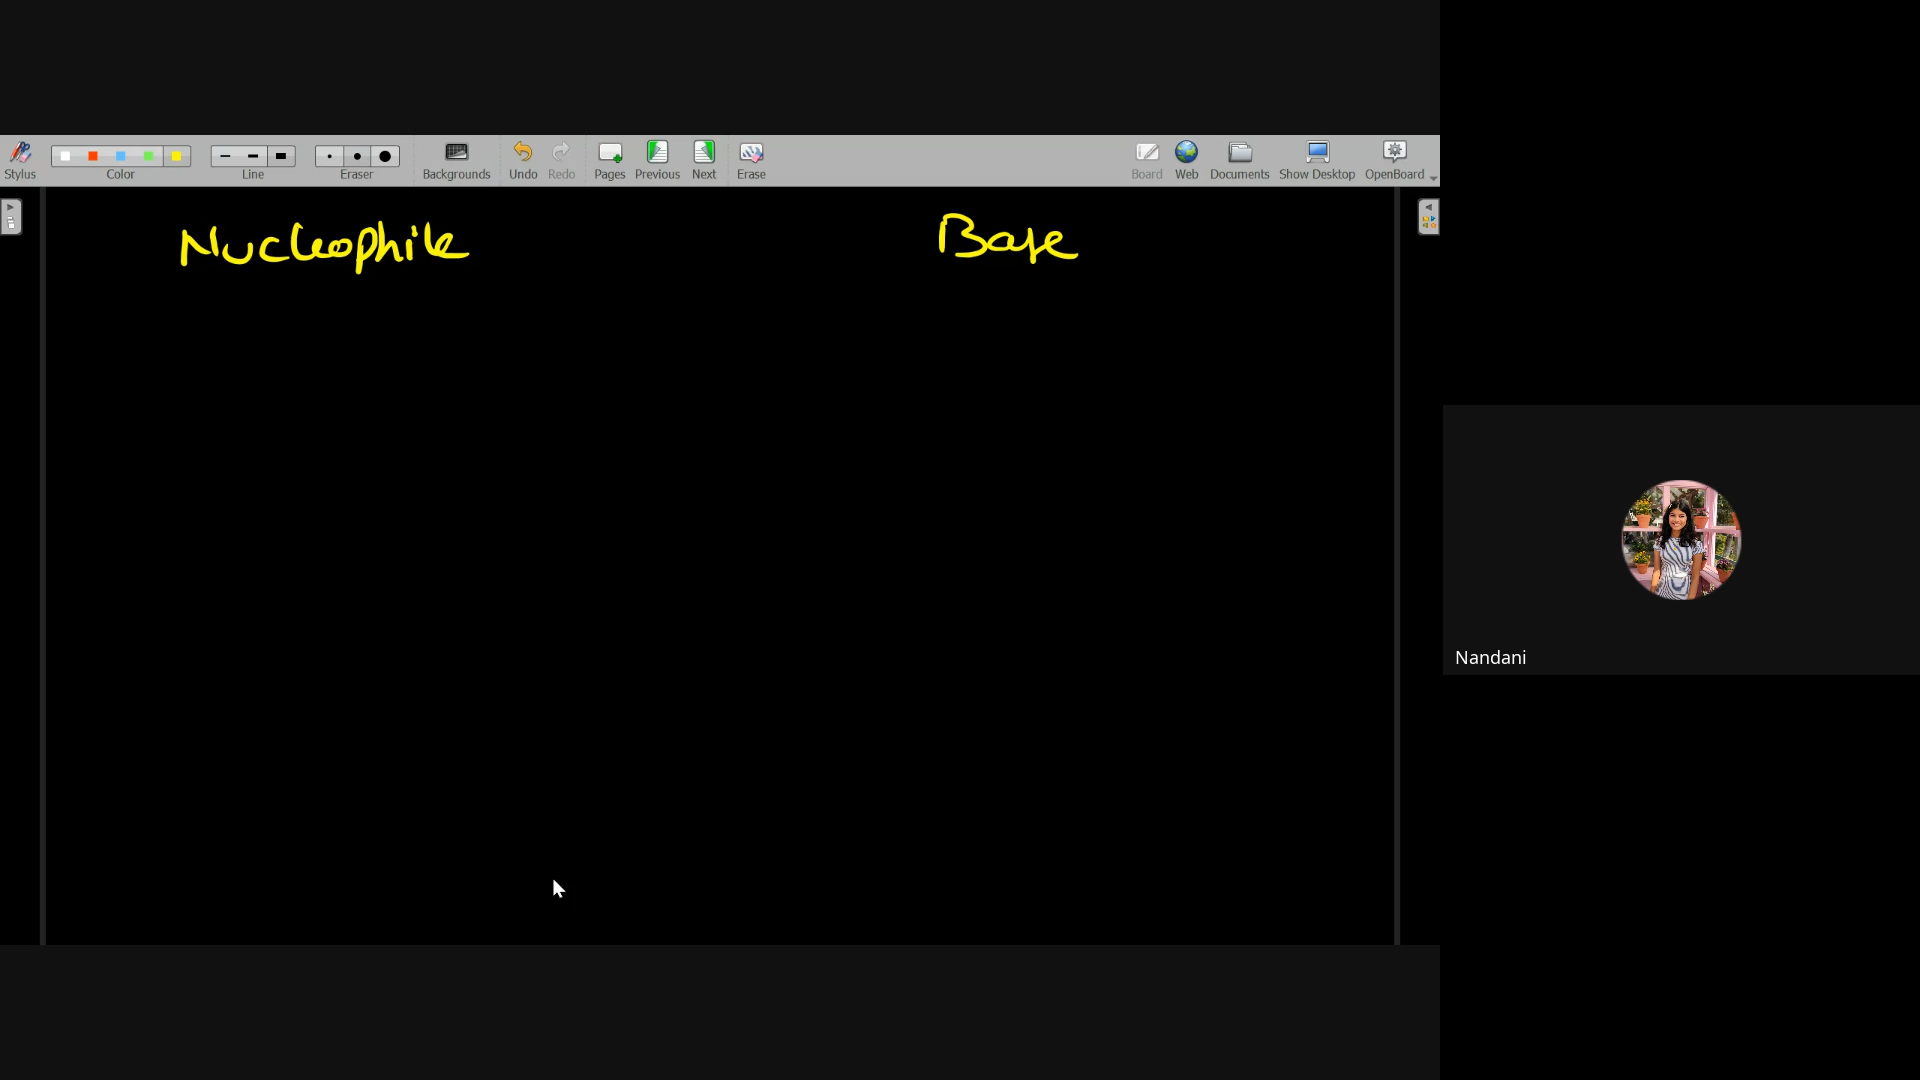 Stylus Color Line Eraser Backgrounds Undo Redo Pages Previous Next Erase Board Web Documents Show Desktop OpenBoard
Nucleophile Base
Nandani